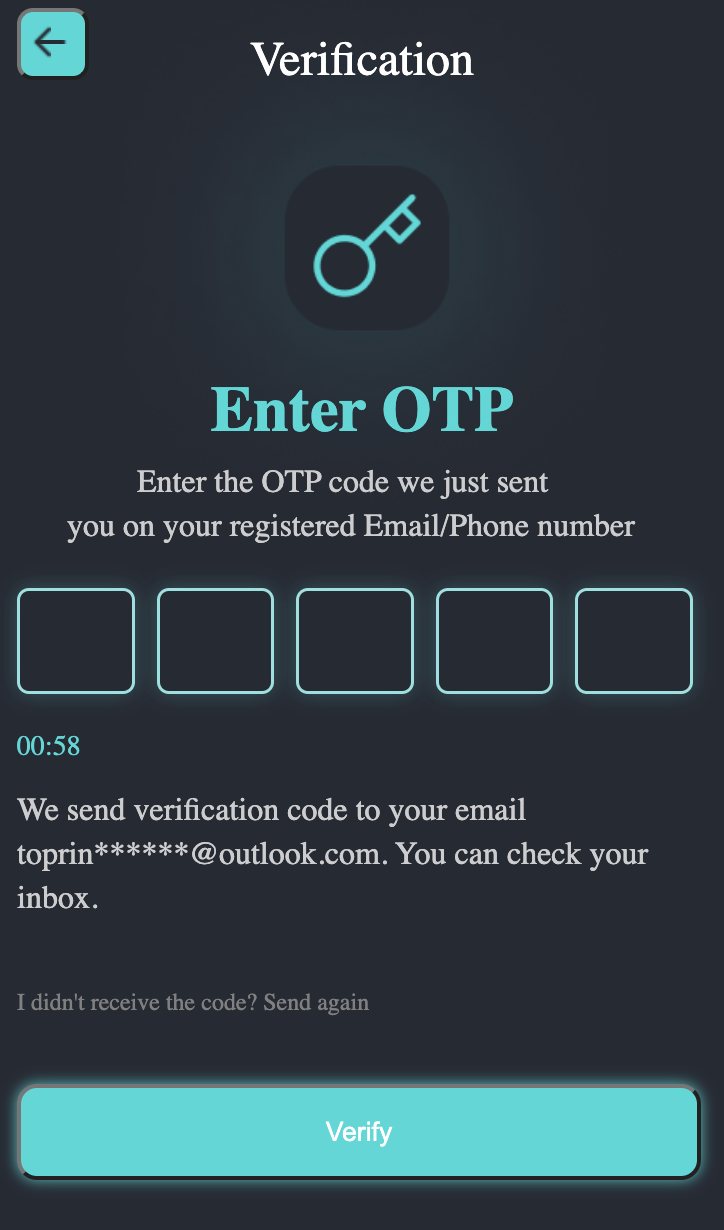 Verification
Enter OTP
Enter the OTP code we just sent
you on your registered Email/Phone number
00:58
We send verification code to your email
toprin******@outlook.com. You can check your
inbox.
I didn't receive the code? Send again
Verify